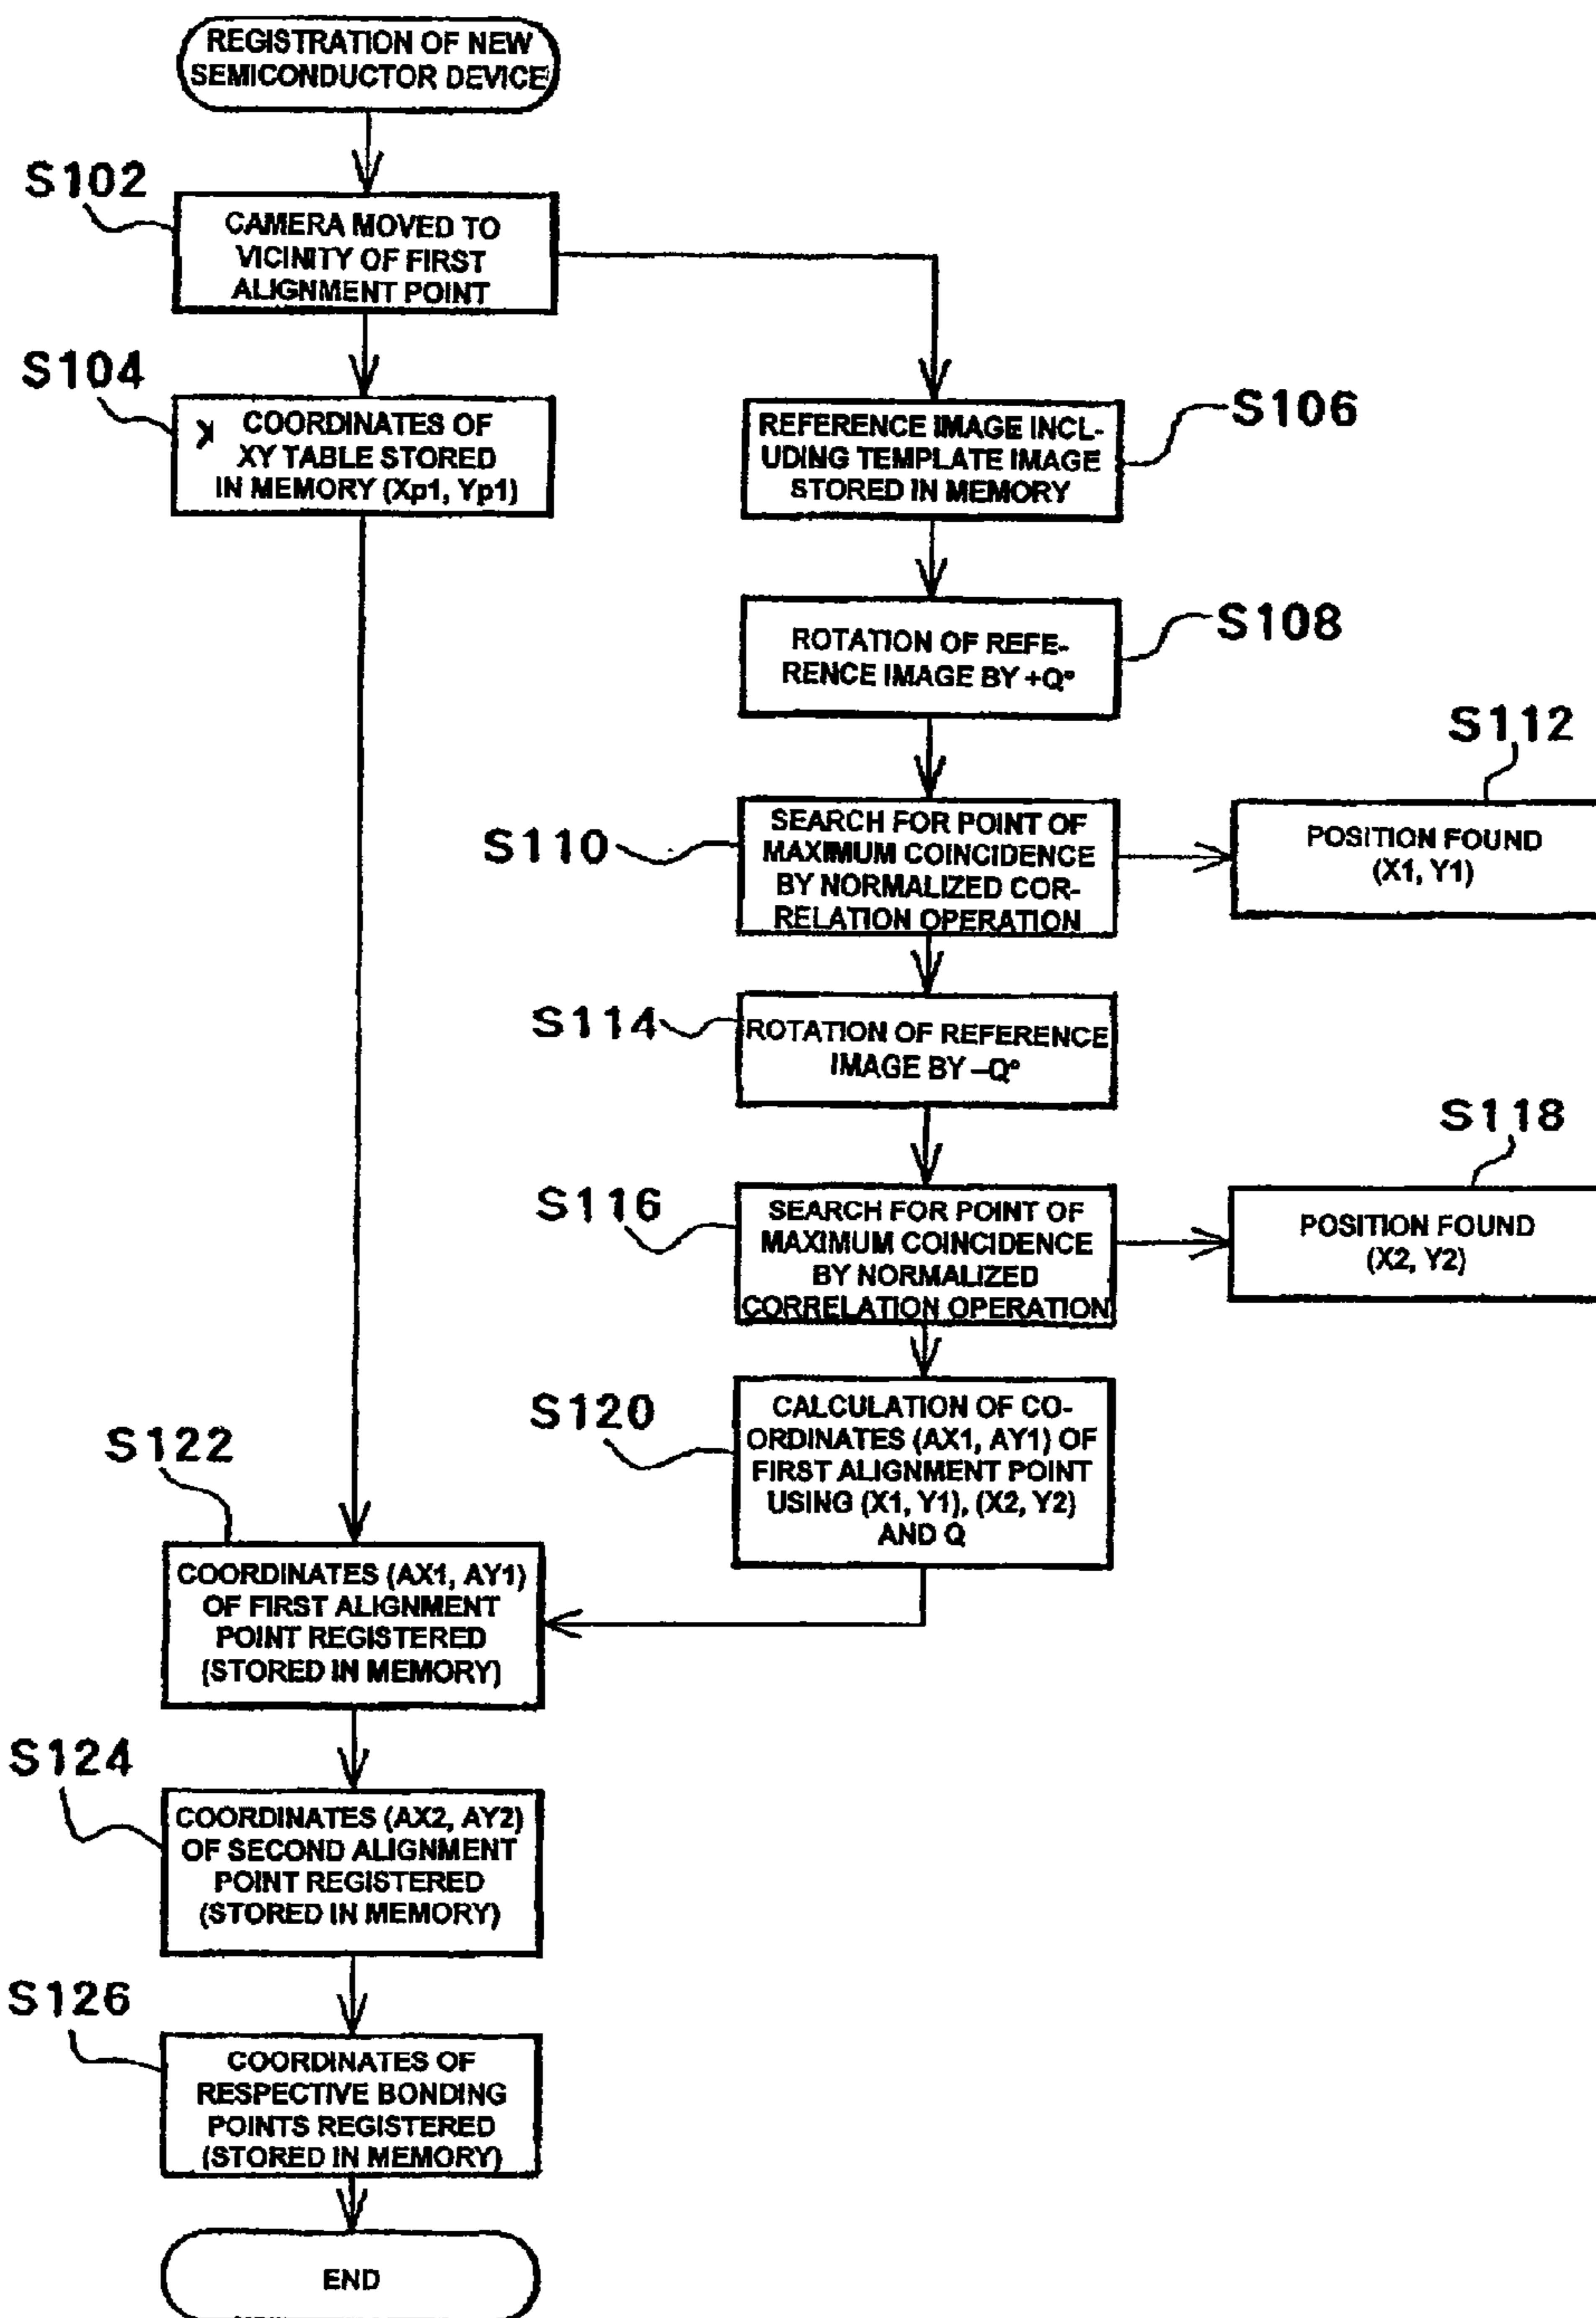 REGISTRATION OF NEW
SEMICONDUCTOR DEVICE
S102
CAMERA MOVED TO
VICINITY OF FIRST
ALIGNMENT POINT
S104
COORDINATES OF
XY TABLE STORED
IN MEMORY (Xp1, Yp1)
S106
REFERENCE IMAGE INCL-
UDING TEMPLATE IMAGE
STORED IN MEMORY
S108
ROTATION OF REFE-
RENCE IMAGE BY +Q°
S110
SEARCH FOR POINT OF
MAXIMUM COINCIDENCE
BY NORMALIZED COR-
RELATION OPERATION
S112
POSITION FOUND
(X1, Y1)
S114
ROTATION OF REFERENCE
IMAGE BY –Q°
S116
SEARCH FOR POINT OF
MAXIMUM COINCIDENCE
BY NORMALIZED
CORRELATION OPERATION
S118
POSITION FOUND
(X2, Y2)
S120
CALCULATION OF CO-
ORDINATES (AX1, AY1) OF
FIRST ALIGNMENT POINT
USING (X1, Y1), (X2, Y2)
AND Q
S122
COORDINATES (AX1, AY1)
OF FIRST ALIGNMENT
POINT REGISTERED
(STORED IN MEMORY)
S124
COORDINATES (AX2, AY2)
OF SECOND ALIGNMENT
POINT REGISTERED
(STORED IN MEMORY)
S126
COORDINATES OF
RESPECTIVE BONDING
POINTS REGISTERED
(STORED IN MEMORY)
END